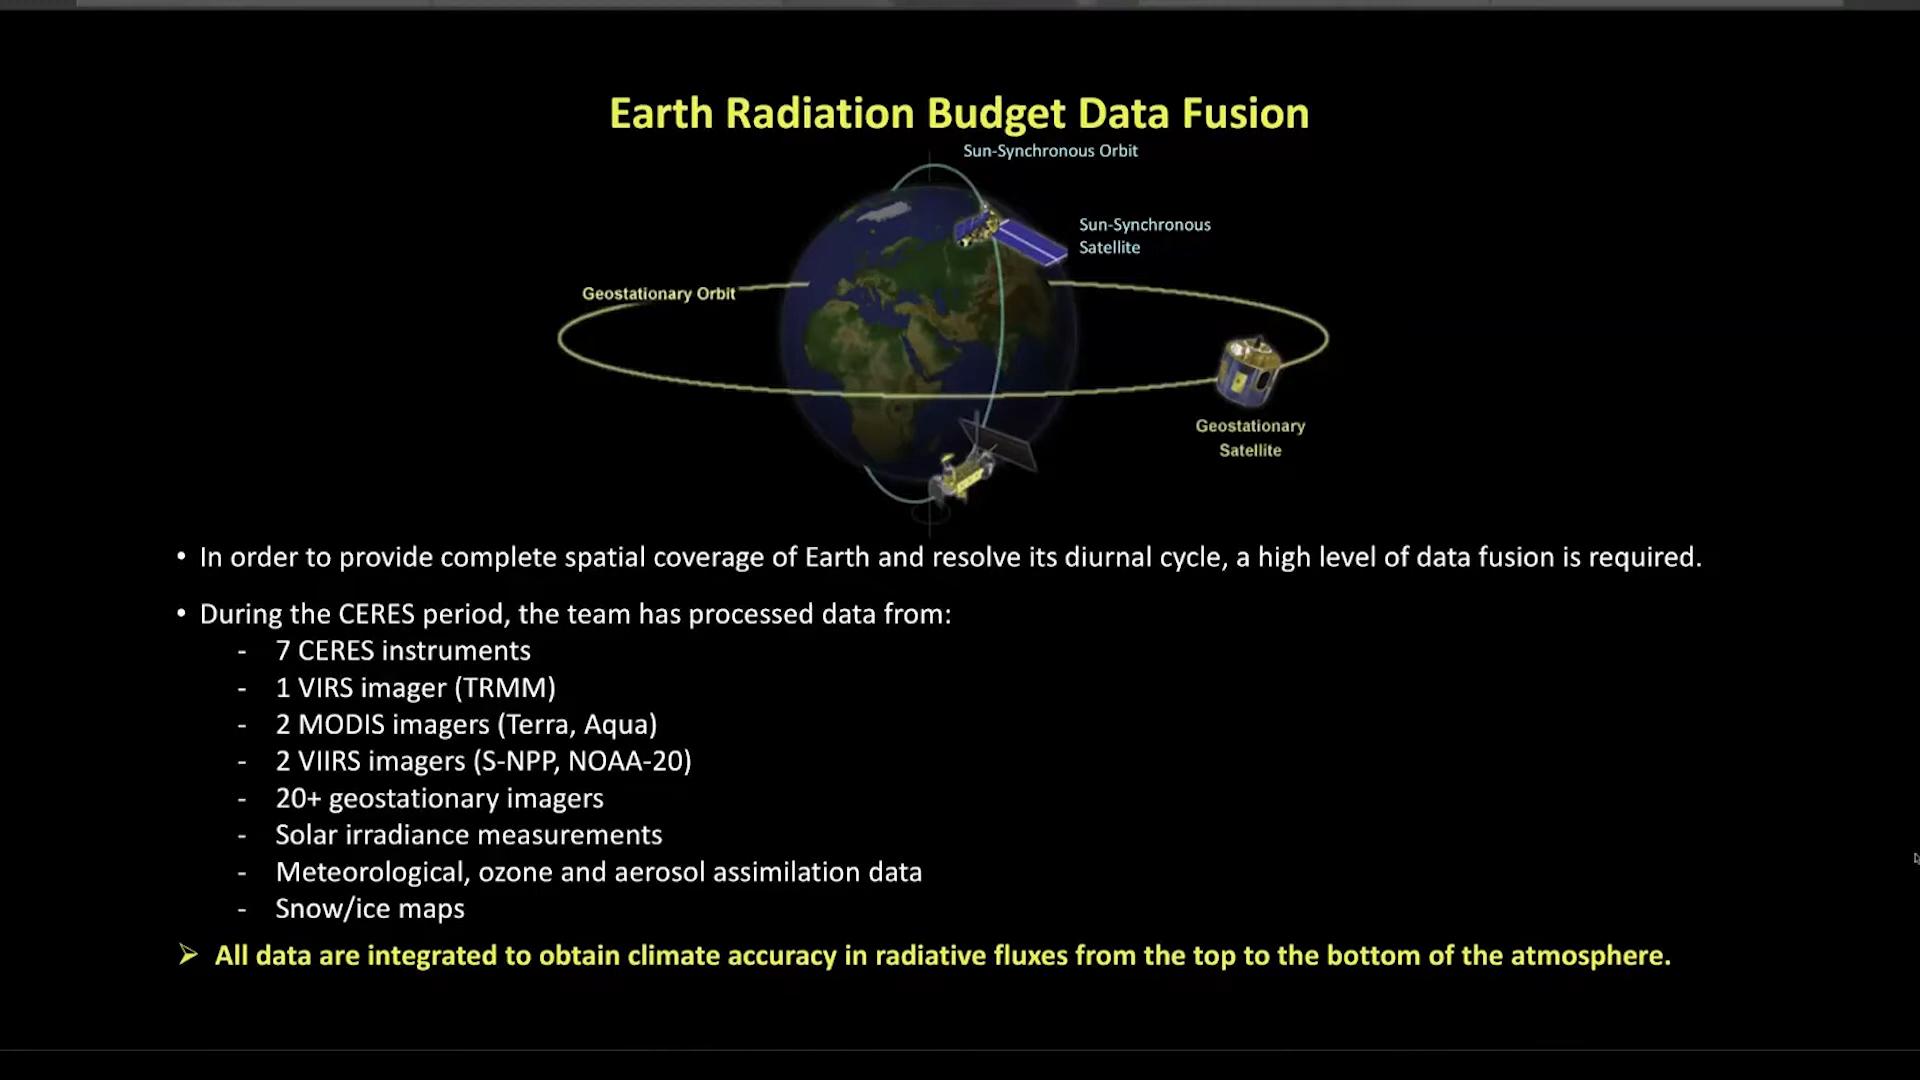 Earth Radiation Budget Data Fusion
Sun-Synchronous Orbit
Sun-Synchronous
Satellite
Geostationary Orbit
Geostationary
Satellite
• In order to provide complete spatial coverage of Earth and resolve its diurnal cycle, a high level of data fusion is required.
• During the CERES period, the team has processed data from:
- 7 CERES instruments
- 1 VIRS imager (TRMM)
- 2 MODIS imagers (Terra, Aqua)
- 2 VIIRS imagers (S-NPP, NOAA-20)
- 20+ geostationary imagers
- Solar irradiance measurements
- Meteorological, ozone and aerosol assimilation data
- Snow/ice maps
➢ All data are integrated to obtain climate accuracy in radiative fluxes from the top to the bottom of the atmosphere.